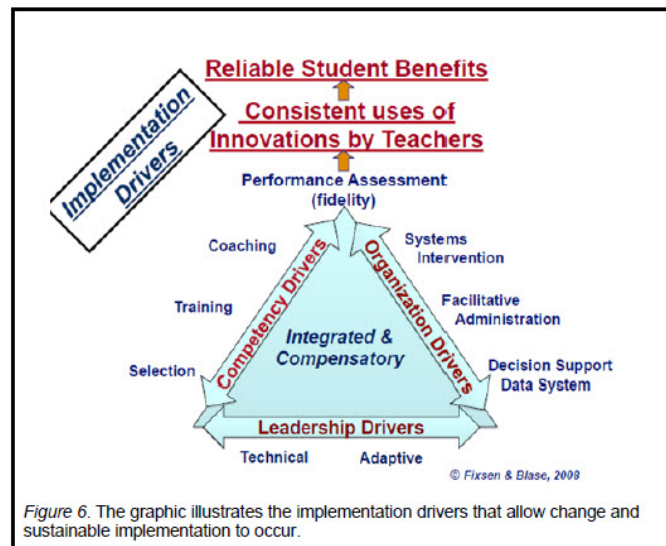 Reliable Student Benefits
Consistent uses of
Innovations by Teachers
Implementation
Drivers
Performance Assessment
(fidelity)
Coaching
Training
Selection
Competency Drivers
Integrated &
Compensatory
Organization Drivers
Systems
Intervention
Facilitative
Administration
Decision Support
Data System
Leadership Drivers
Technical Adaptive
© Fixsen & Blase, 2008
Figure 6. The graphic illustrates the implementation drivers that allow change and
sustainable implementation to occur.